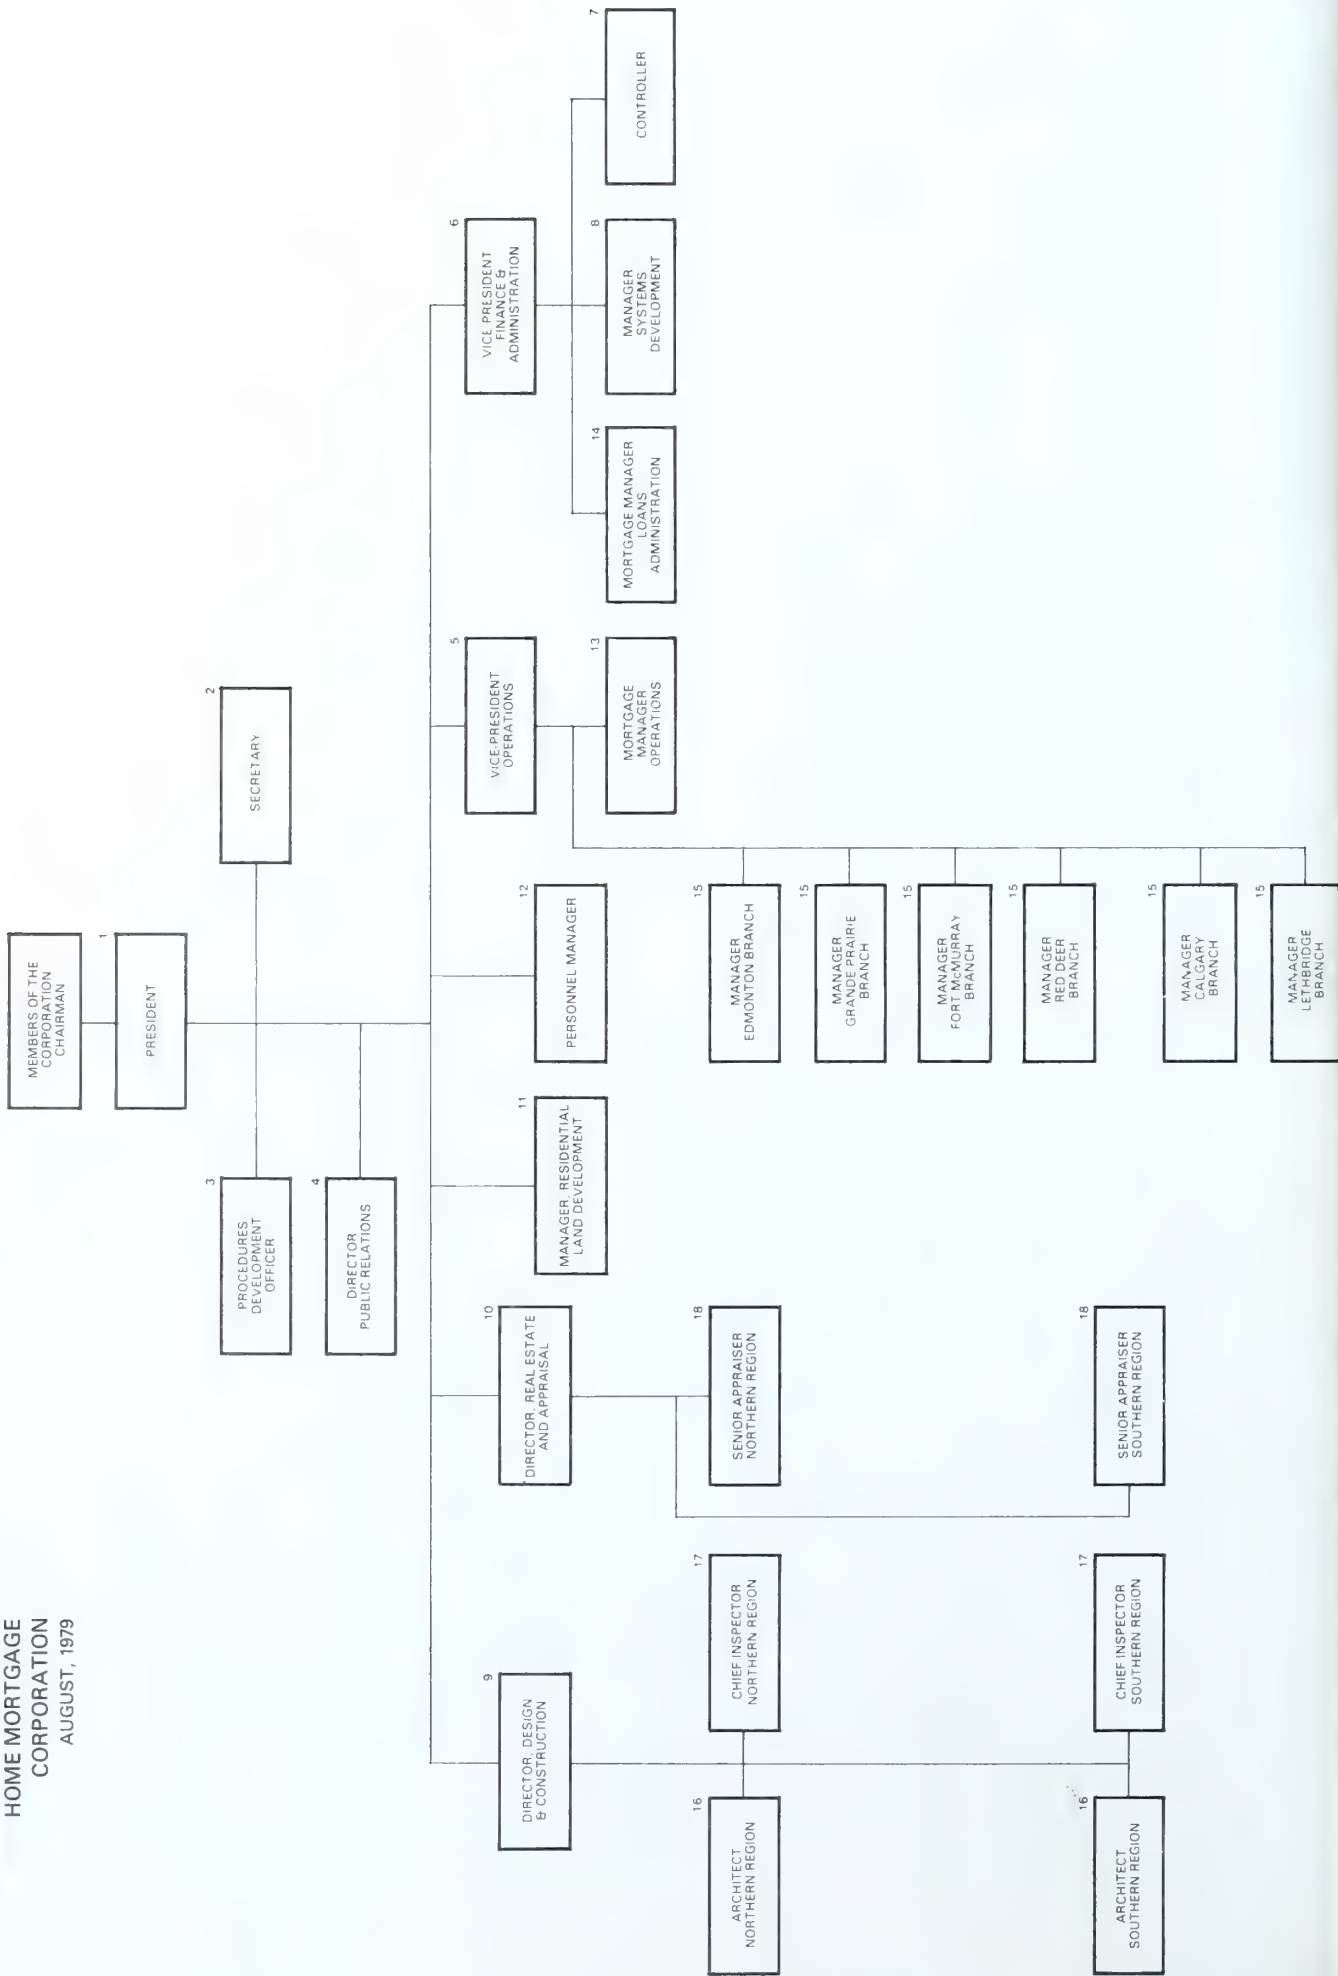 HOME MORTGAGE
CORPORATION
AUGUST, 1979
MEMBERS OF THE
CORPORATION
CHAIRMAN
1
PRESIDENT
2
SECRETARY
3
PROCEDURES
DEVELOPMENT
OFFICER
4
DIRECTOR
PUBLIC RELATIONS
9
DIRECTOR, DESIGN
& CONSTRUCTION
10
DIRECTOR, REAL ESTATE
AND APPRAISAL
11
MANAGER, RESIDENTIAL
LAND DEVELOPMENT
12
PERSONNEL MANAGER
5
VICE-PRESIDENT
OPERATIONS
6
VICE PRESIDENT
FINANCE &
ADMINISTRATION
13
MORTGAGE
MANAGER
OPERATIONS
14
MORTGAGE MANAGER
LOANS
ADMINISTRATION
8
MANAGER
SYSTEMS
DEVELOPMENT
7
CONTROLLER
16
ARCHITECT
NORTHERN REGION
17
CHIEF INSPECTOR
NORTHERN REGION
18
SENIOR APPRAISER
NORTHERN REGION
15
MANAGER
EDMONTON BRANCH
15
MANAGER
GRANDE PRAIRIE
BRANCH
15
MANAGER
FORT McMURRAY
BRANCH
15
MANAGER
RED DEER
BRANCH
16
ARCHITECT
SOUTHERN REGION
17
CHIEF INSPECTOR
SOUTHERN REGION
18
SENIOR APPRAISER
SOUTHERN REGION
15
MANAGER
CALGARY
BRANCH
15
MANAGER
LETHBRIDGE
BRANCH